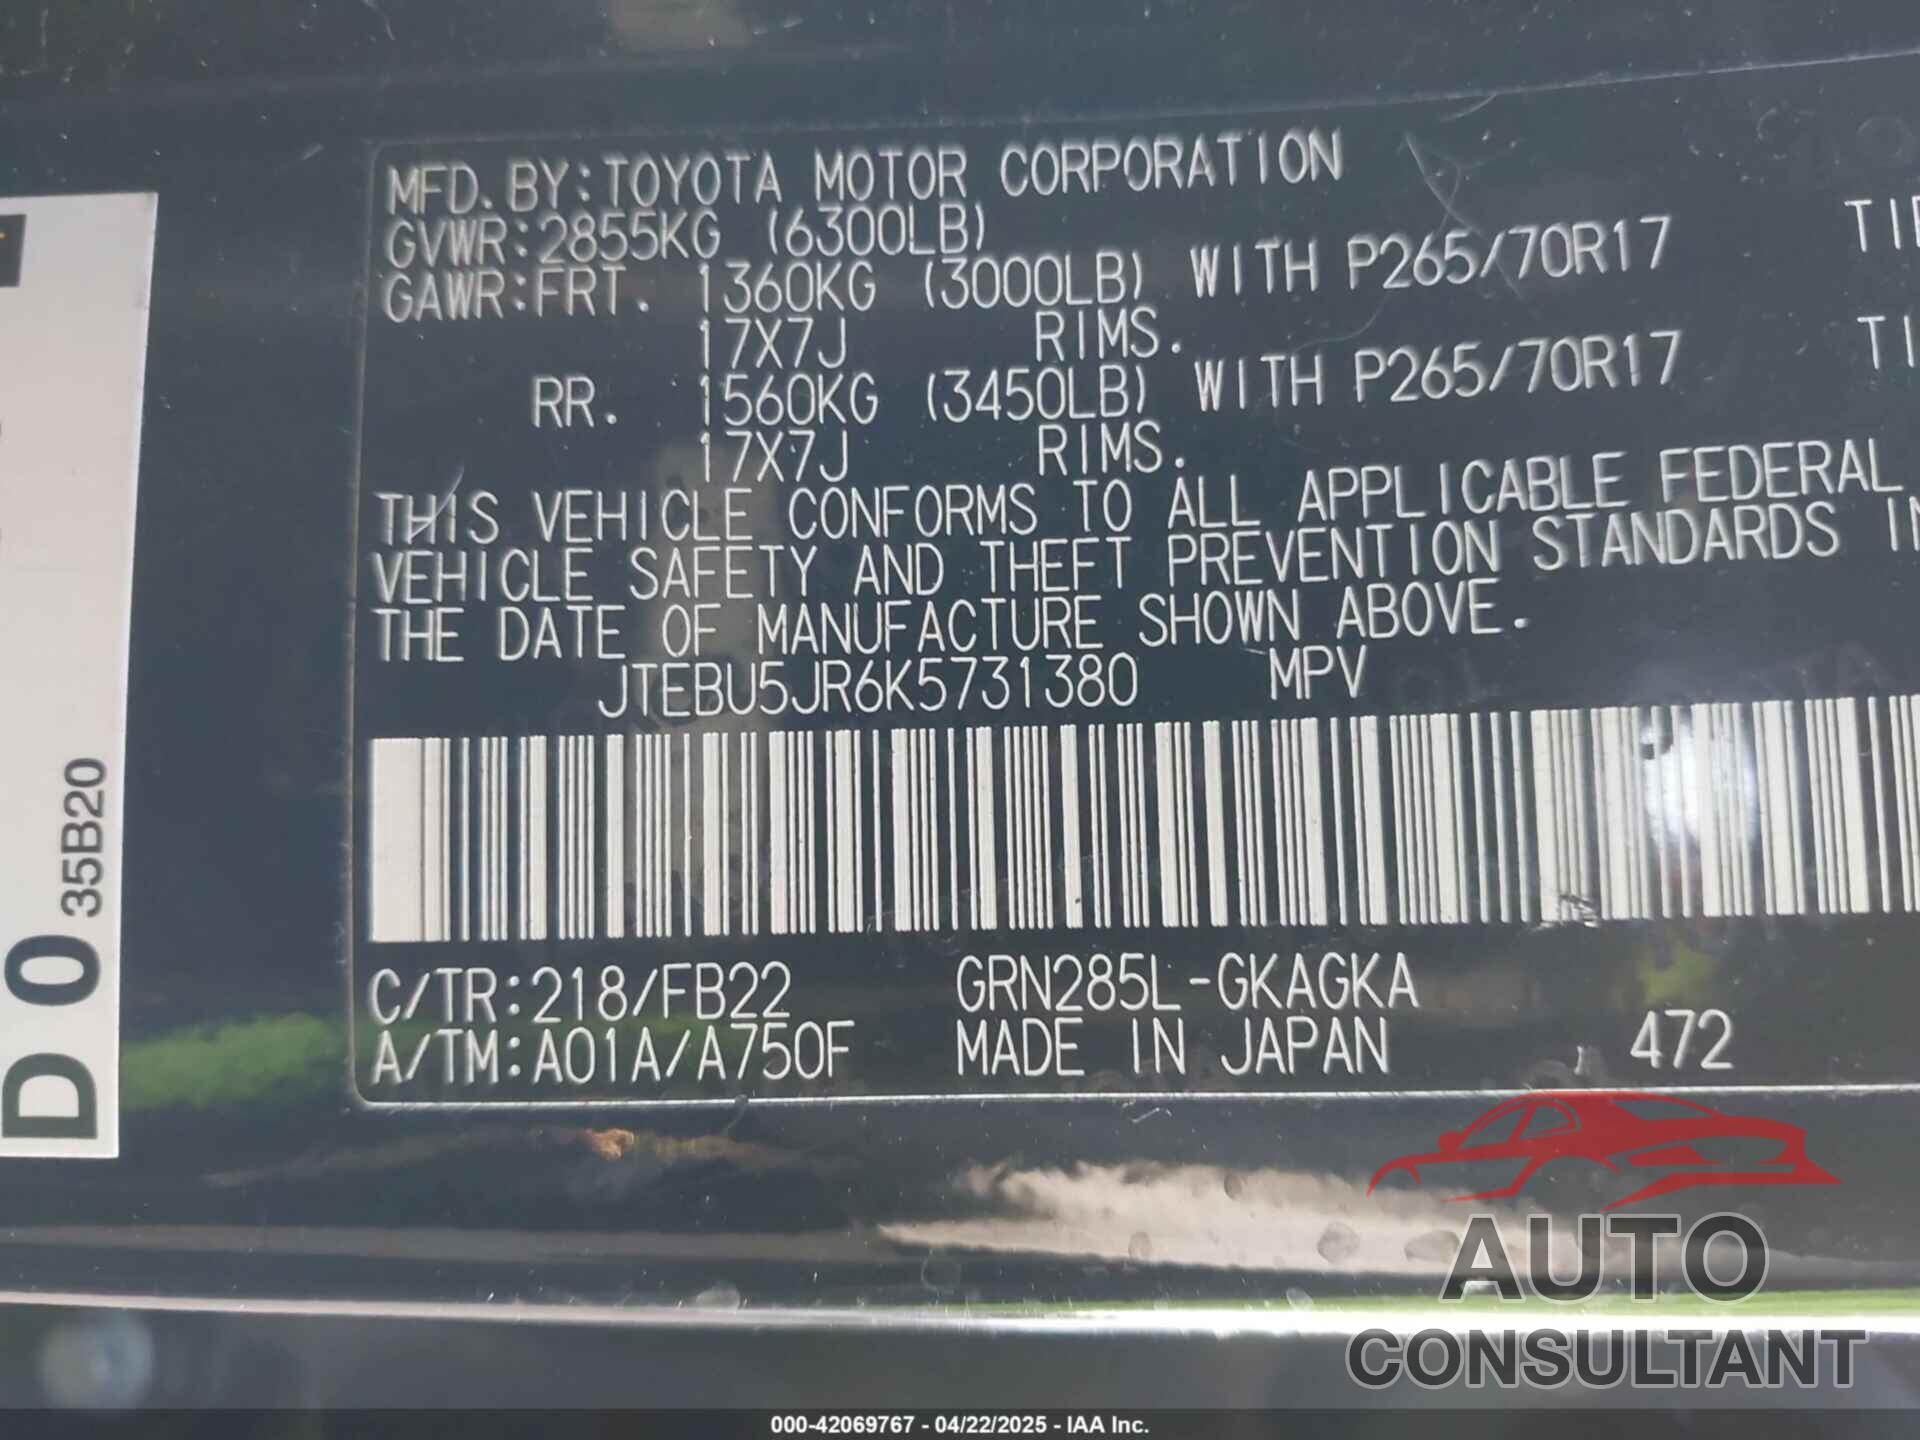 MFD. BY: TOYOTA MOTOR CORPORATION
GVWR: 2855KG (6300LB)
GAWR: FRT. 1360KG (3000LB) WITH P265/70R17
17X7J RIMS.
RR. 1560KG (3450LB) WITH P265/70R17
17X7J RIMS.
THIS VEHICLE CONFORMS TO ALL APPLICABLE FEDERAL
VEHICLE SAFETY AND THEFT PREVENTION STANDARDS
THE DATE OF MANUFACTURE SHOWN ABOVE.
JTEBU5JR6K5731380 MPV
C/TR: 218/FB22 GRN285L-GKAGKA
A/TM: A01A/A750F MADE IN JAPAN 472
D 0 35B20
AUTO
CONSULTANT
000-42069767 - 04/22/2025 - IAA Inc.